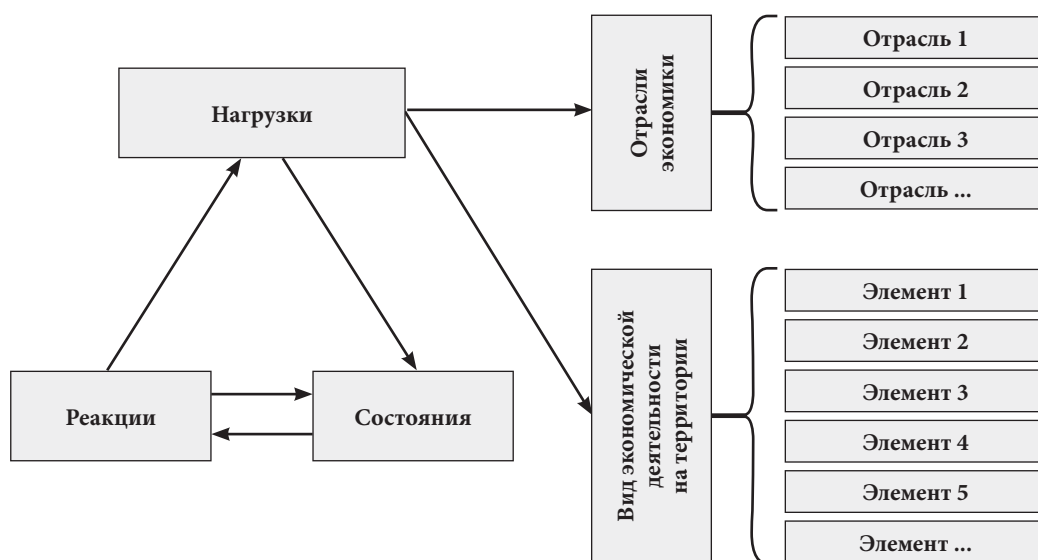 Нагрузки
Реакции
Состояния
Отрасли
экономики
Отрасль 1
Отрасль 2
Отрасль 3
Отрасль ...
Вид экономической
деятельности
на территории
Элемент 1
Элемент 2
Элемент 3
Элемент 4
Элемент 5
Элемент ...